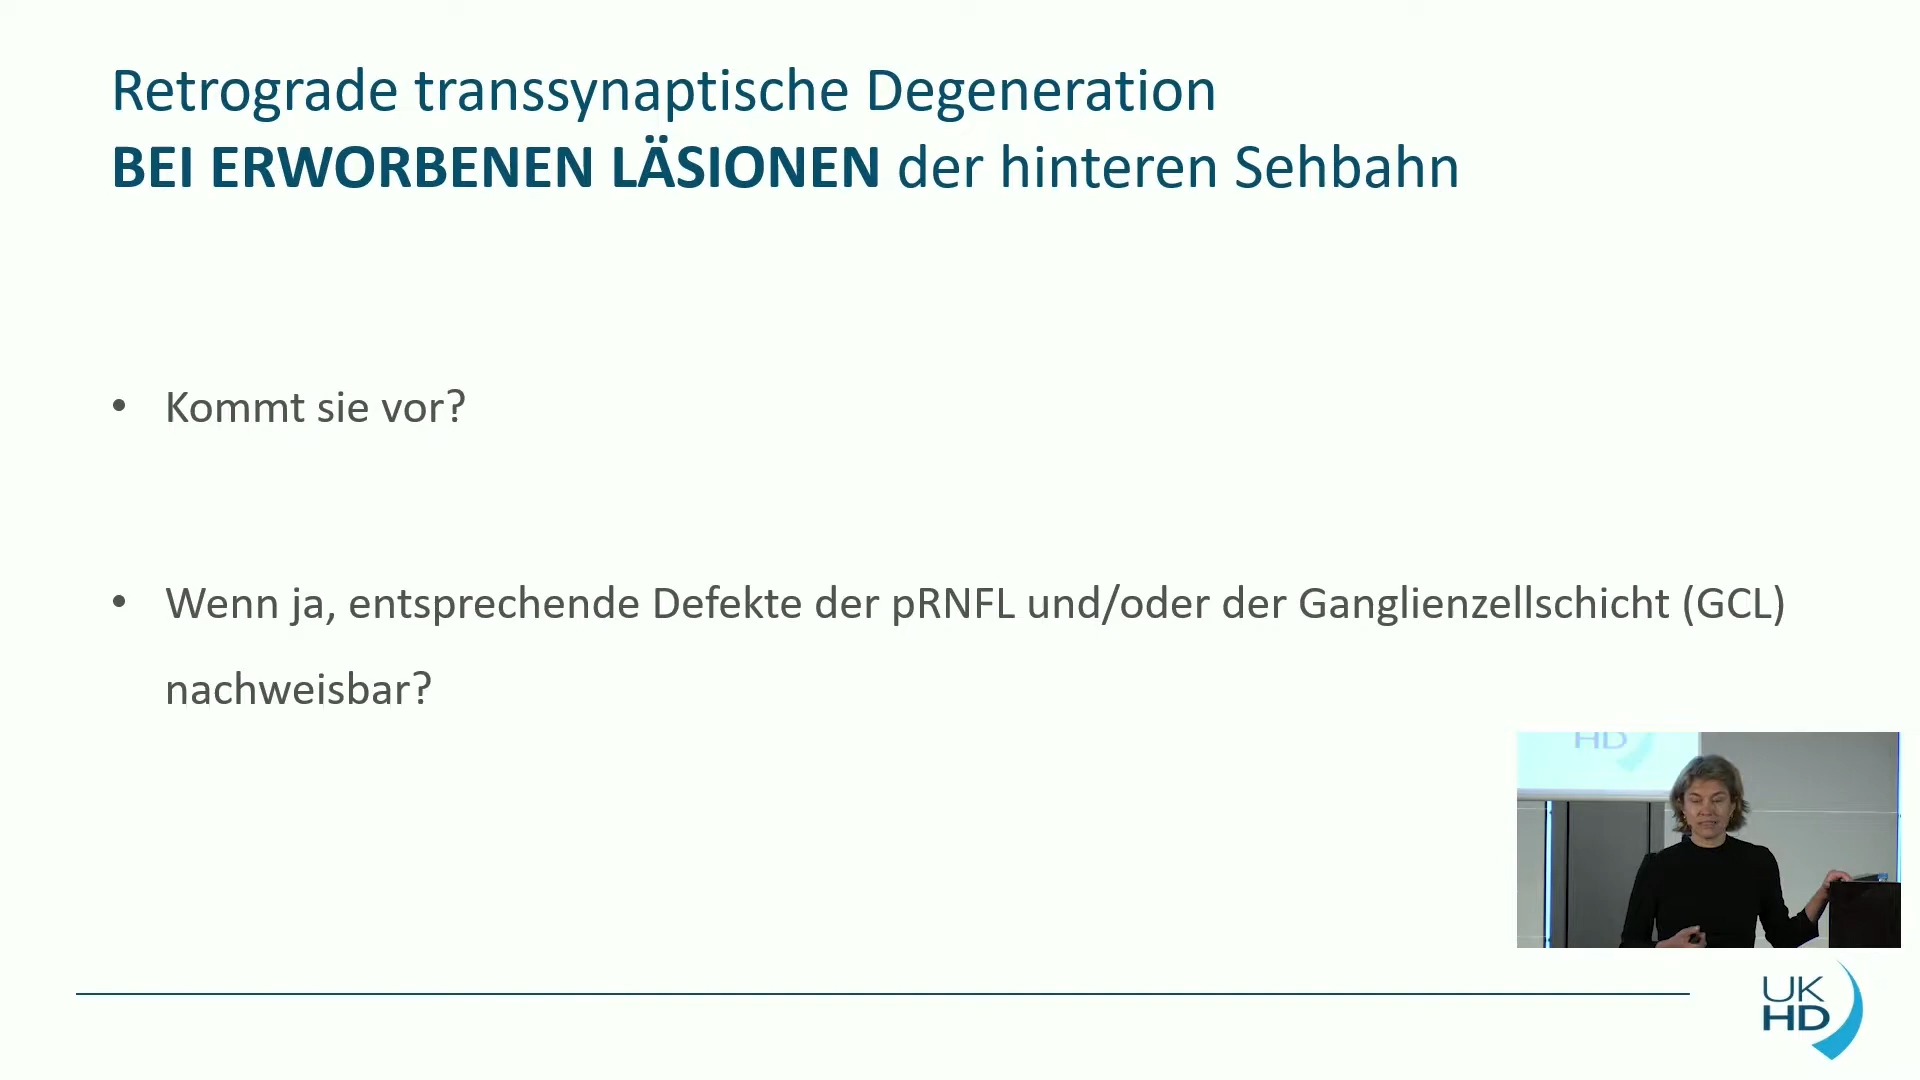 Retrograde transsynaptische Degeneration
BEI ERWORBENEN LÄSIONEN der hinteren Sehbahn
• Kommt sie vor?
• Wenn ja, entsprechende Defekte der pRNFL und/oder der Ganglienzellschicht (GCL)
nachweisbar?
HD
UK
HD